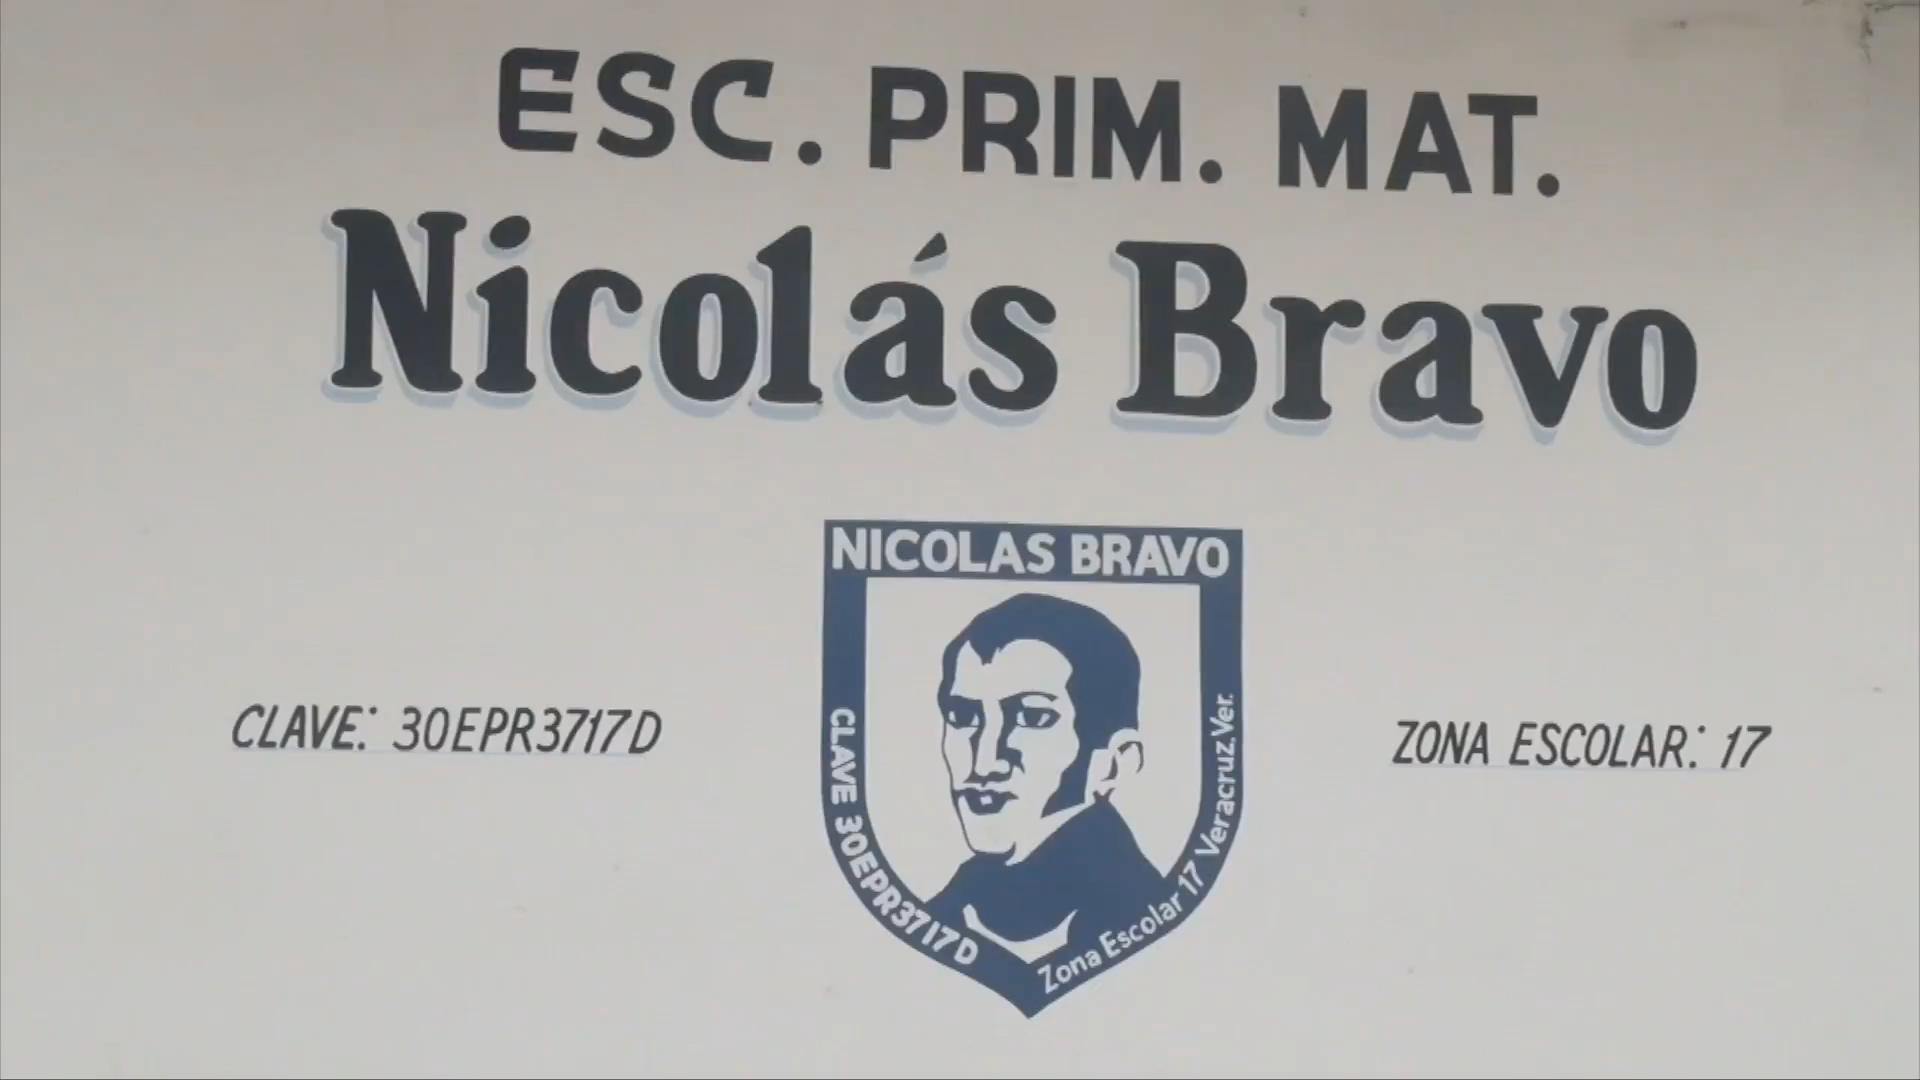 ESC. PRIM. MAT.
Nicolás Bravo
NICOLAS BRAVO
CLAVE: 30EPR3717D
CLAVE 30EPR3717D
Zona Escolar 17 Veracruz, Ver.
ZONA ESCOLAR: 17